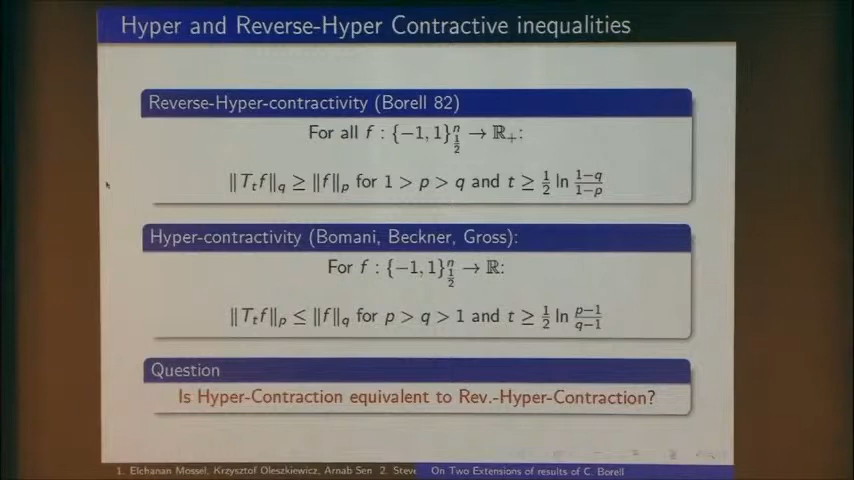 Hyper and Reverse-Hyper Contractive inequalities
Reverse-Hyper-contractivity (Borell 82)
For all f : {−1, 1}ⁿ_{1/2} → ℝ₊:
‖T_t f‖_q ≥ ‖f‖_p for 1 > p > q and t ≥ ½ ln (1−q)/(1−p)
Hyper-contractivity (Bomani, Beckner, Gross):
For f : {−1, 1}ⁿ_{1/2} → ℝ:
‖T_t f‖_p ≤ ‖f‖_q for p > q > 1 and t ≥ ½ ln (p−1)/(q−1)
Question
Is Hyper-Contraction equivalent to Rev.-Hyper-Contraction?
1. Elchanan Mossel, Krzysztof Oleszkiewicz, Arnab Sen 2. Steve On Two Extensions of results of C. Borell